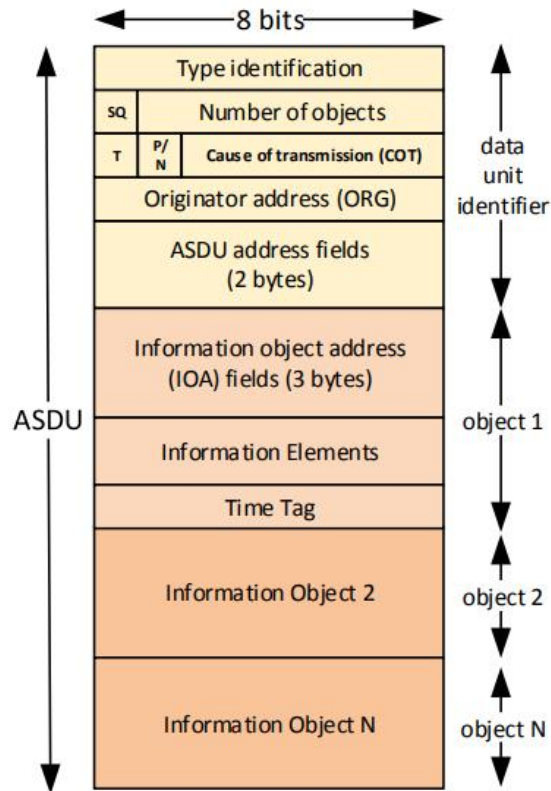 8 bits
Type identification
SQ
Number of objects
T
P/
N
Cause of transmission (COT)
Originator address (ORG)
ASDU address fields
(2 bytes)
data
unit
identifier
Information object address
(IOA) fields (3 bytes)
Information Elements
Time Tag
object 1
ASDU
Information Object 2
object 2
Information Object N
object N